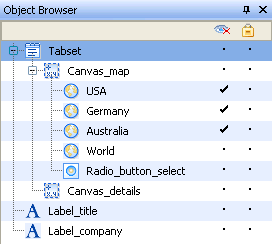 Object Browser
Tabset
Canvas_map
USA
Germany
Australia
World
Radio_button_select
Canvas_details
A Label_title
A Label_company